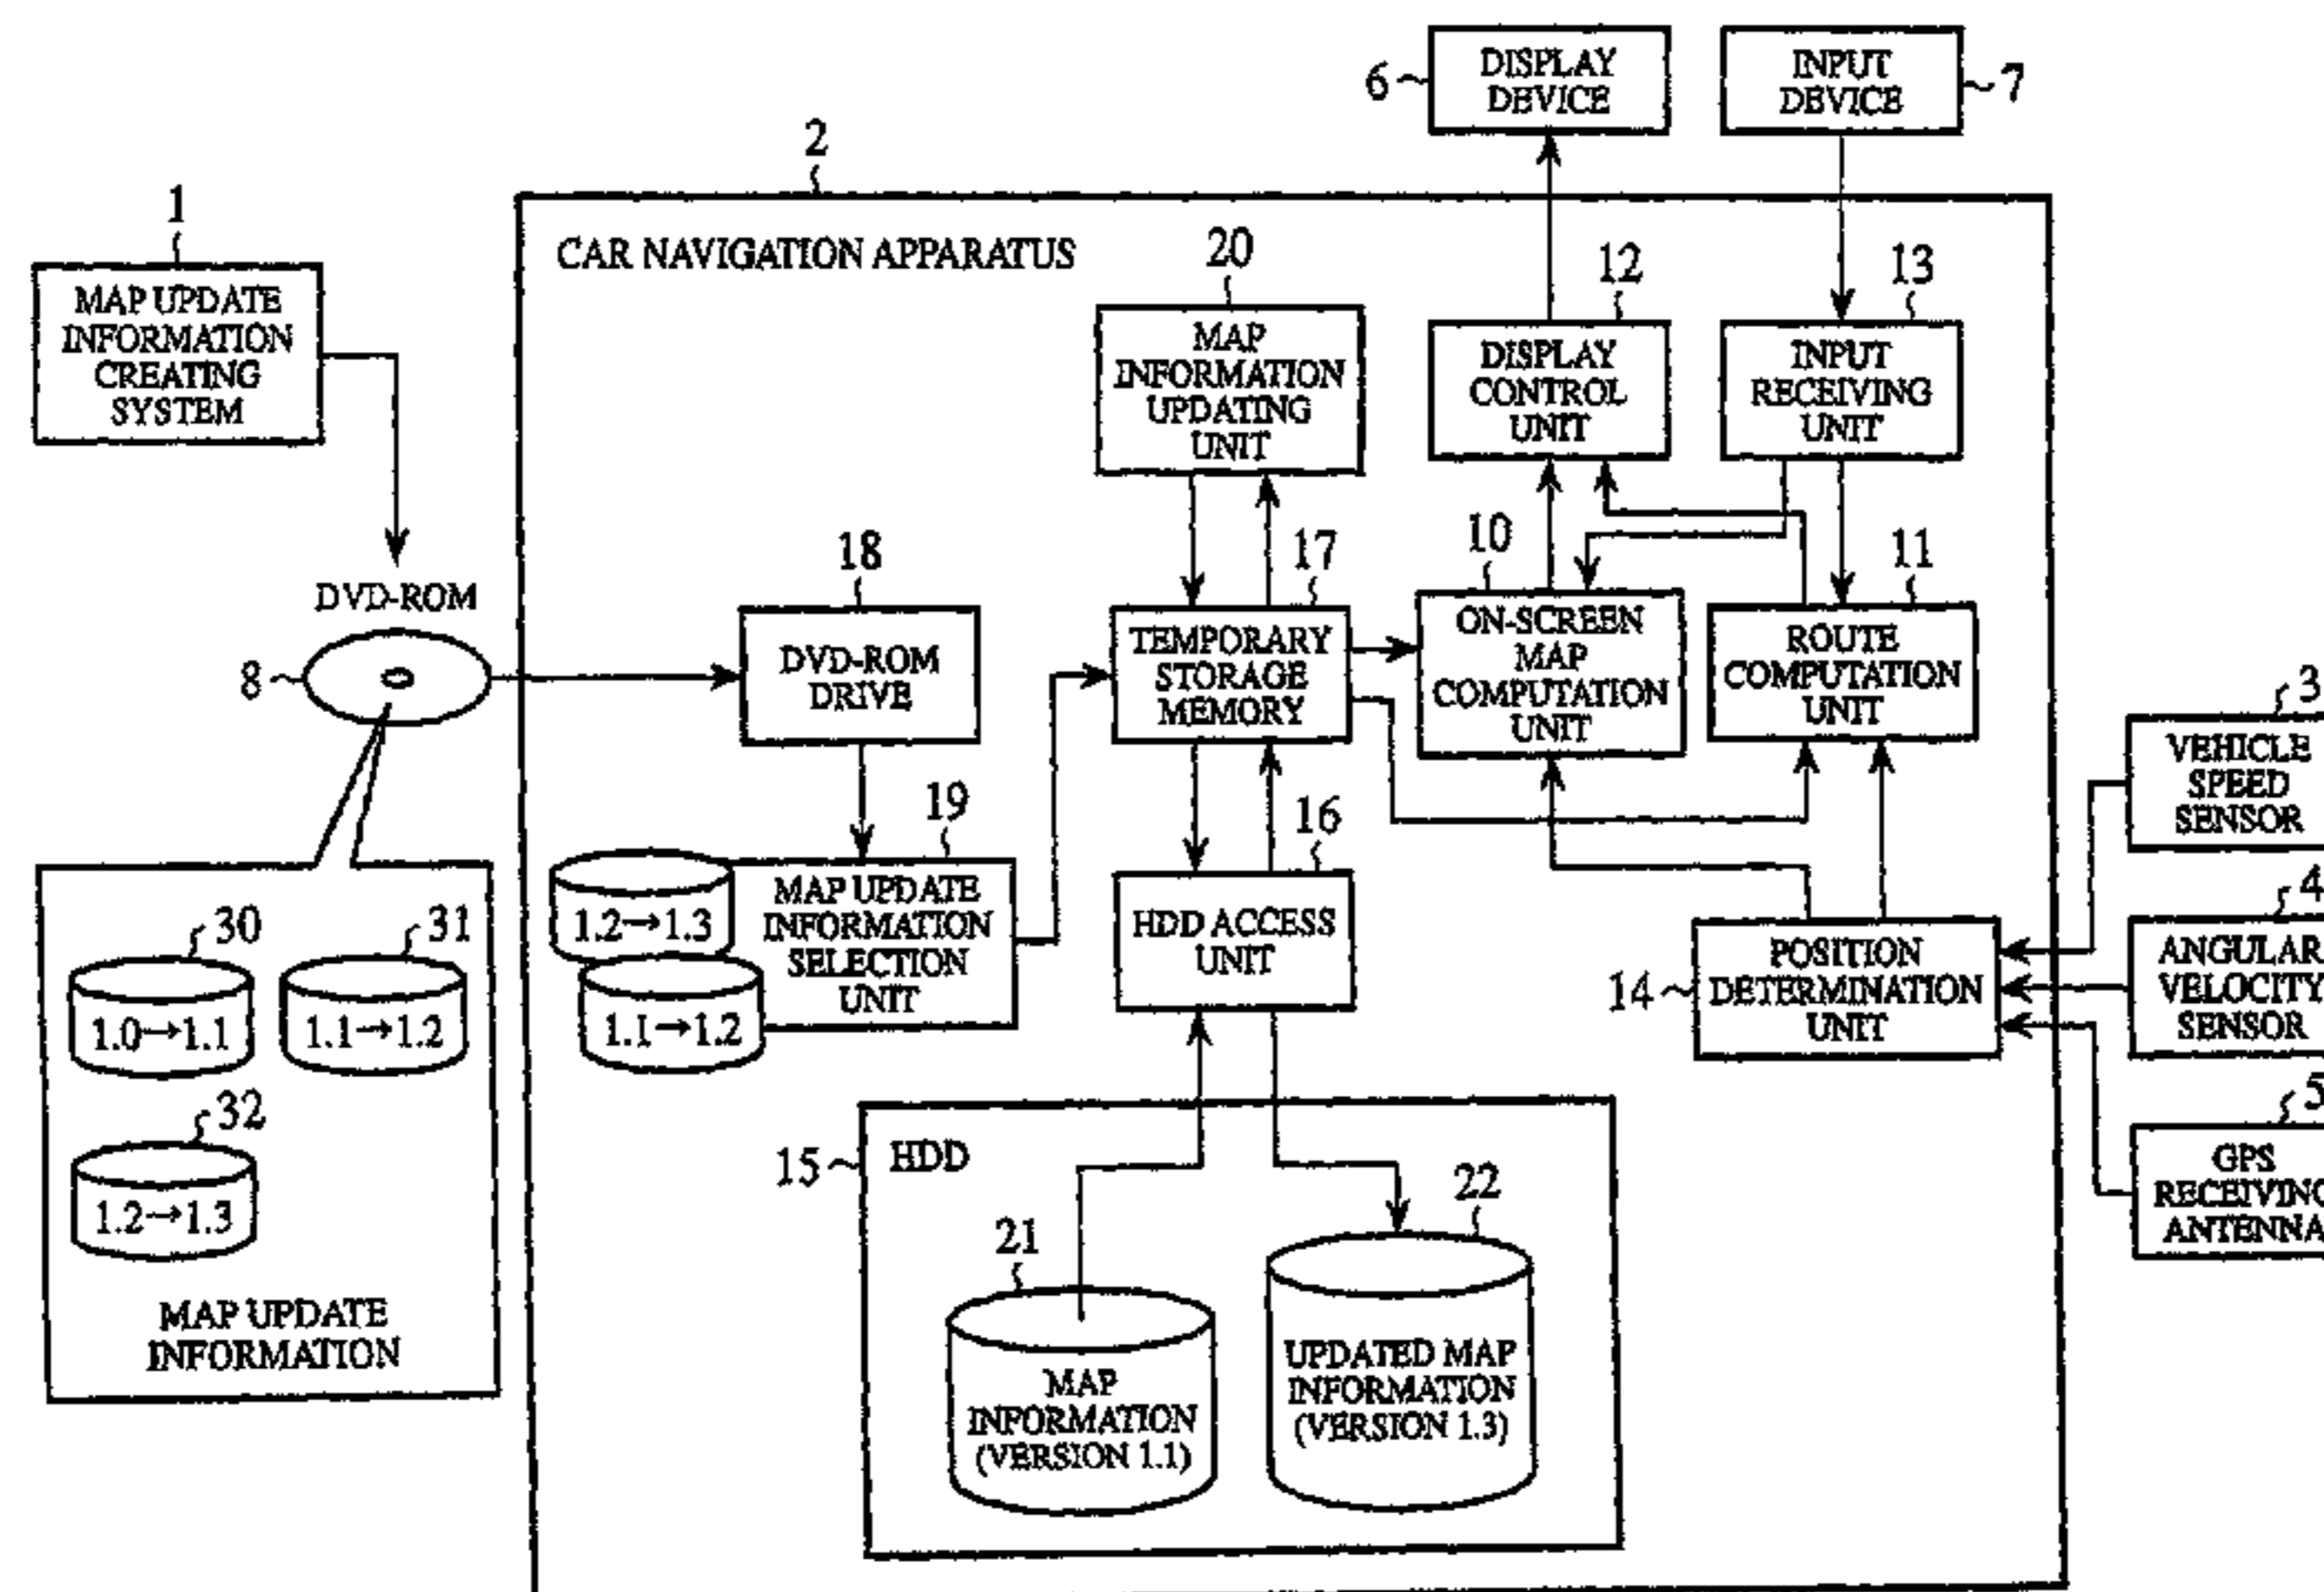 6
DISPLAY
DEVICE
INPUT
DEVICE
7
2
1
MAP UPDATE
INFORMATION
CREATING
SYSTEM
CAR NAVIGATION APPARATUS
20
MAP
INFORMATION
UPDATING
UNIT
12
DISPLAY
CONTROL
UNIT
13
INPUT
RECEIVING
UNIT
DVD-ROM
8
18
DVD-ROM
DRIVE
17
TEMPORARY
STORAGE
MEMORY
10
ON-SCREEN
MAP
COMPUTATION
UNIT
11
ROUTE
COMPUTATION
UNIT
3
VEHICLE
SPEED
SENSOR
19
MAP UPDATE
INFORMATION
SELECTION
UNIT
1.2→1.3
1.1→1.2
16
HDD ACCESS
UNIT
14
POSITION
DETERMINATION
UNIT
4
ANGULAR
VELOCITY
SENSOR
5
GPS
RECEIVING
ANTENNA
30
1.0→1.1
31
1.1→1.2
32
1.2→1.3
MAP UPDATE
INFORMATION
15
HDD
21
MAP
INFORMATION
(VERSION 1.1)
22
UPDATED MAP
INFORMATION
(VERSION 1.3)